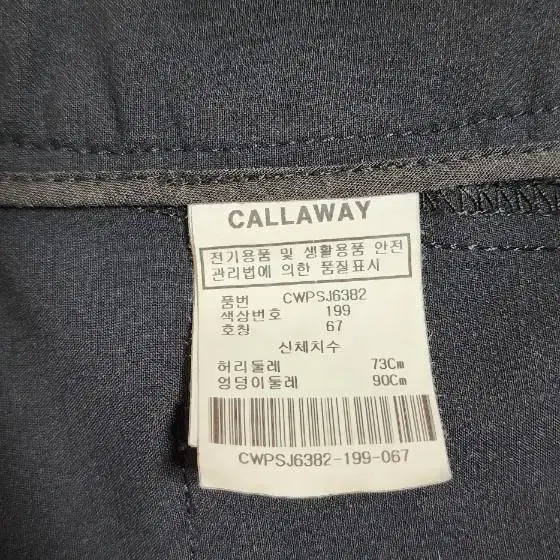 CALLAWAY
전기용품 및 생활용품 안전
관리법에 의한 품질표시
품번 CWPSJ6382
색상번호 199
호칭 67
신체치수
허리둘레 73Cm
엉덩이둘레 90Cm
CWPSJ6382-199-067